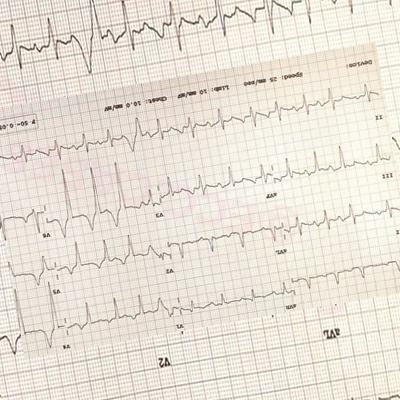 aVL V2
aVR V1 V4
aVL V2 V5
III aVF V3 V6
II
Device: Speed: 25 mm/sec Limb: 10 mm/mV Chest: 10.0 mm/mV